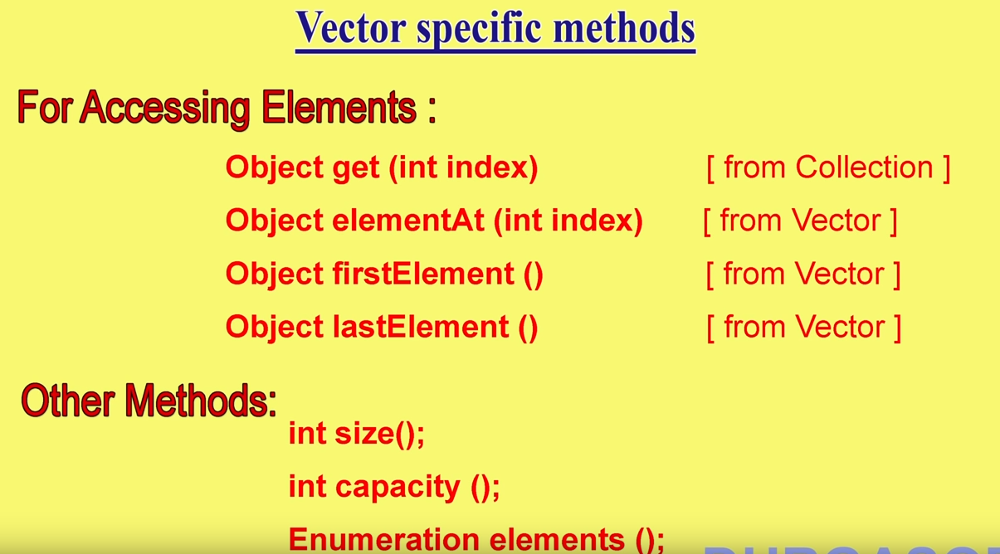 Vector specific methods
For Accessing Elements :
Object get (int index) [ from Collection ]
Object elementAt (int index) [ from Vector ]
Object firstElement () [ from Vector ]
Object lastElement () [ from Vector ]
Other Methods:
int size();
int capacity ();
Enumeration elements ();